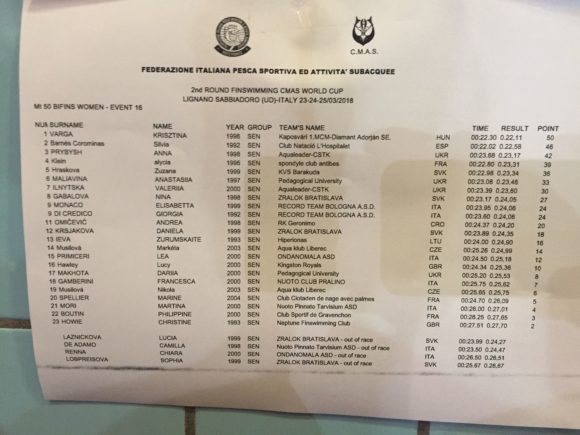 C.M.A.S.
FEDERAZIONE ITALIANA PESCA SPORTIVA ED ATTIVITA' SUBACQUEE
2nd ROUND FINSWIMMING CMAS WORLD CUP
LIGNANO SABBIADORO (UD)-ITALY 23-24-25/03/2018
Mt 50 BIFINS WOMEN - EVENT 16
SURNAME NAME YEAR GROUP TEAM'S NAME TIME RESULT POINT
1 VARGA KRISZTINA 1998 SEN Kaposvári 1.MCM-Diamant Adorján SE. HUN 00:22.30 0.22,11 50
2 Barnés Corominas Silvia 1992 SEN Club Natació L'Hospitalet ESP 00:22.02 0.22,58 46
3 PRYBYSH ANNA 1998 SEN Aqualeader-CSTK UKR 00:23.68 0.23,17 42
4 Klein alycia 1996 SEN spondyle club antibes FRA 00:22.80 0.23,31 39
5 Hraskova Zuzana 1999 SEN KVS Barakuda SVK 00:22.98 0.23,34 36
6 MALIAVINA ANASTASIIA 1997 SEN Pedagogical University UKR 00:23.08 0.23,46 33
7 ILNYTSKA VALERIIA 2000 SEN Aqualeader-CSTK UKR 00:23.39 0.23,60 30
8 GABALOVA NINA 1998 SEN ZRALOK BRATISLAVA SVK 00:23.17 0.24,05 27
9 MONACO ELISABETTA 1999 SEN RECORD TEAM BOLOGNA A.S.D. ITA 00:23.95 0.24,06 24
9 DI CREDICO GIORGIA 1992 SEN RECORD TEAM BOLOGNA A.S.D. ITA 00:23.60 0.24,06 24
11 OMIČEVIĆ ANDREA 1998 SEN RK Geronimo CRO 00:24.37 0.24,20 20
12 KRSJAKOVA DANIELA 1999 SEN ZRALOK BRATISLAVA SVK 00:23.89 0.24,35 18
13 IEVA ZURUMSKAITE 1993 SEN Hiperionas LTU 00:24.00 0.24,90 16
14 Musilová Markéta 2003 SEN Aqua klub Liberec CZE 00:25.26 0.24,99 14
15 PRIMICERI LEA 2000 SEN ONDANOMALA ASD ITA 00:24.50 0.25,18 12
16 Hawley Lucy 2000 SEN Kingston Royals GBR 00:24.34 0.25,36 10
17 MAKHOTA DARIIA 2000 SEN Pedagogical University UKR 00:25.20 0.25,53 8
18 GAMBERINI FRANCESCA 2000 SEN NUOTO CLUB PRALINO ITA 00:25.75 0.25,62 7
19 Musilová Nikola 2003 SEN Aqua klub Liberec CZE 00:25.65 0.25,75 6
20 SPELLIER MARINE 2004 SEN Club Ciotaden de nage avec palmes FRA 00:24.70 0.26,09 5
21 MORI MARTINA 2000 SEN Nuoto Pinnato Tarvisium ASD ITA 00:26.00 0.27,01 4
22 BOUTIN PHILIPPINE 2000 SEN Club Sportif de Gravenchon FRA 00:28.25 0.27,65 3
23 HOWIE CHRISTINE 1993 SEN Neptune Finswimming Club GBR 00:27.51 0.27,70 2
LAZNICKOVA LUCIA 1999 SEN ZRALOK BRATISLAVA - out of race SVK 00:23.99 0.24,27
DE ADAMO CAMILLA 1998 SEN Nuoto Pinnato Tarvisium ASD - out of race ITA 00:23.50 0.24,47
RENNA CHIARA 2000 SEN ONDANOMALA ASD - out of race ITA 00:26.50 0.26,51
LOBPREISOVA SOPHIA 1999 SEN ZRALOK BRATISLAVA - out of race SVK 00:25.67 0.26,87